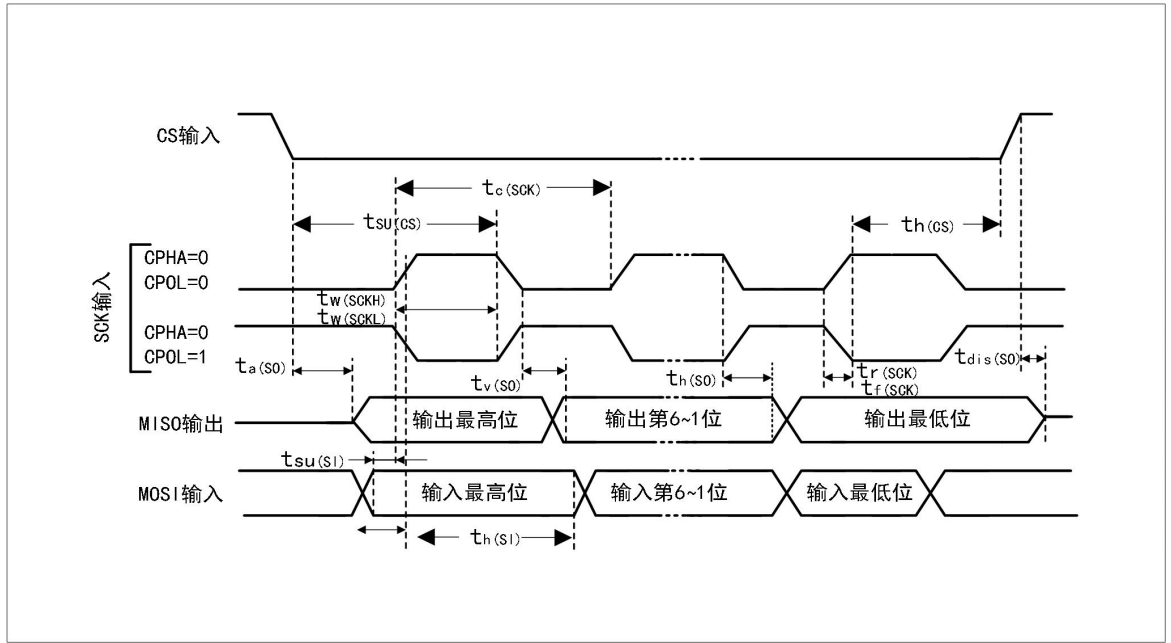 CS输入
tc(SCK)
tSU(CS)
th(CS)
SCK输入
CPHA=0
CPOL=0
tw(SCKH)
tw(SCKL)
CPHA=0
CPOL=1
ta(SO)
tv(SO)
th(SO)
tr(SCK)
tf(SCK)
tdis(SO)
MISO输出
输出最高位
输出第6~1位
输出最低位
tsu(SI)
MOSI输入
输入最高位
输入第6~1位
输入最低位
th(SI)